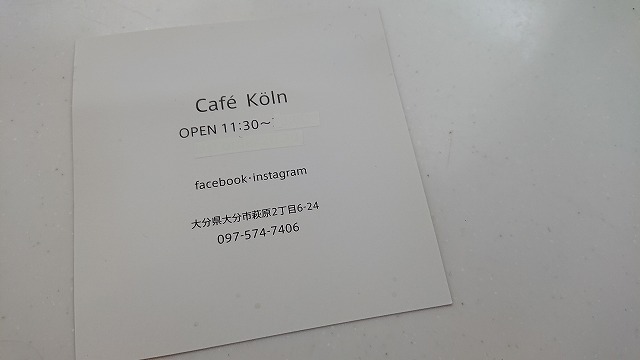 Café Köln
OPEN 11:30～
facebook・instagram
大分県大分市萩原2丁目6-24
097-574-7406